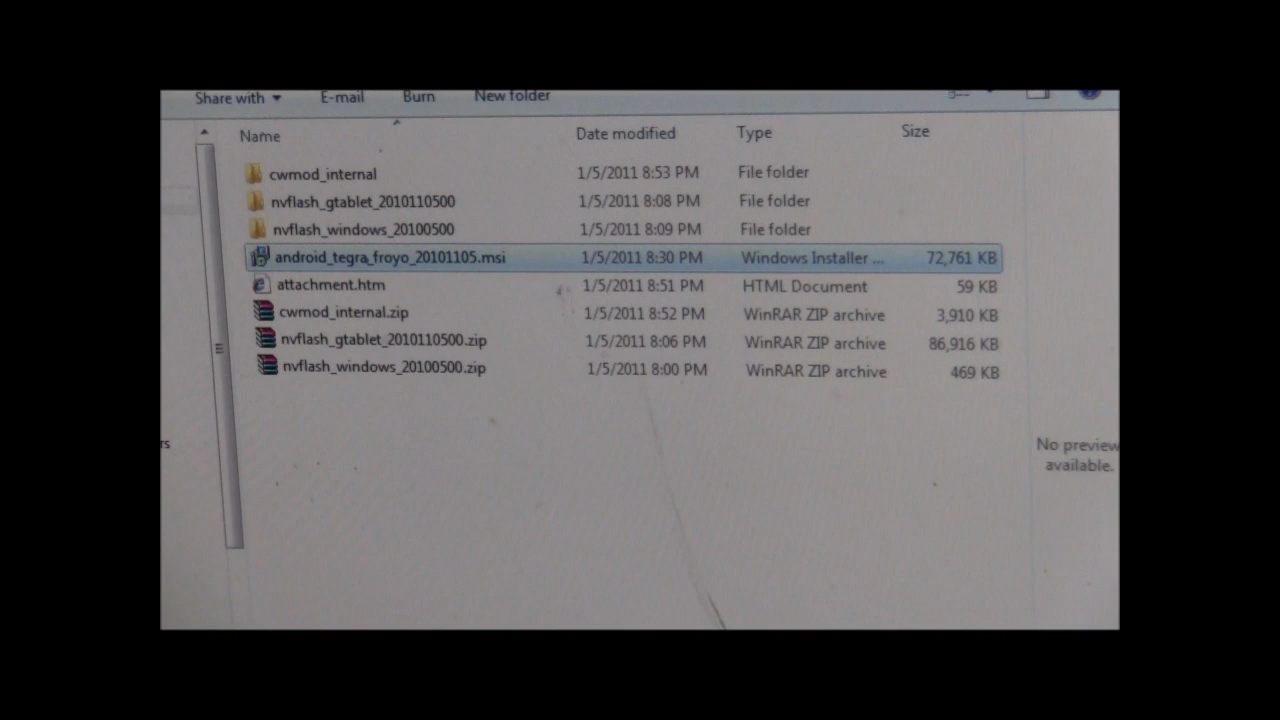 Share with E-mail Burn New folder
Name Date modified Type Size
cwmod_internal 1/5/2011 8:53 PM File folder
nvflash_gtablet_2010110500 1/5/2011 8:08 PM File folder
nvflash_windows_20100500 1/5/2011 8:09 PM File folder
android_tegra_froyo_20101105.msi 1/5/2011 8:30 PM Windows Installer ... 72,761 KB
attachment.htm 1/5/2011 8:51 PM HTML Document 59 KB
cwmod_internal.zip 1/5/2011 8:52 PM WinRAR ZIP archive 3,910 KB
nvflash_gtablet_2010110500.zip 1/5/2011 8:06 PM WinRAR ZIP archive 86,916 KB
nvflash_windows_20100500.zip 1/5/2011 8:00 PM WinRAR ZIP archive 469 KB
rs
No preview
available.